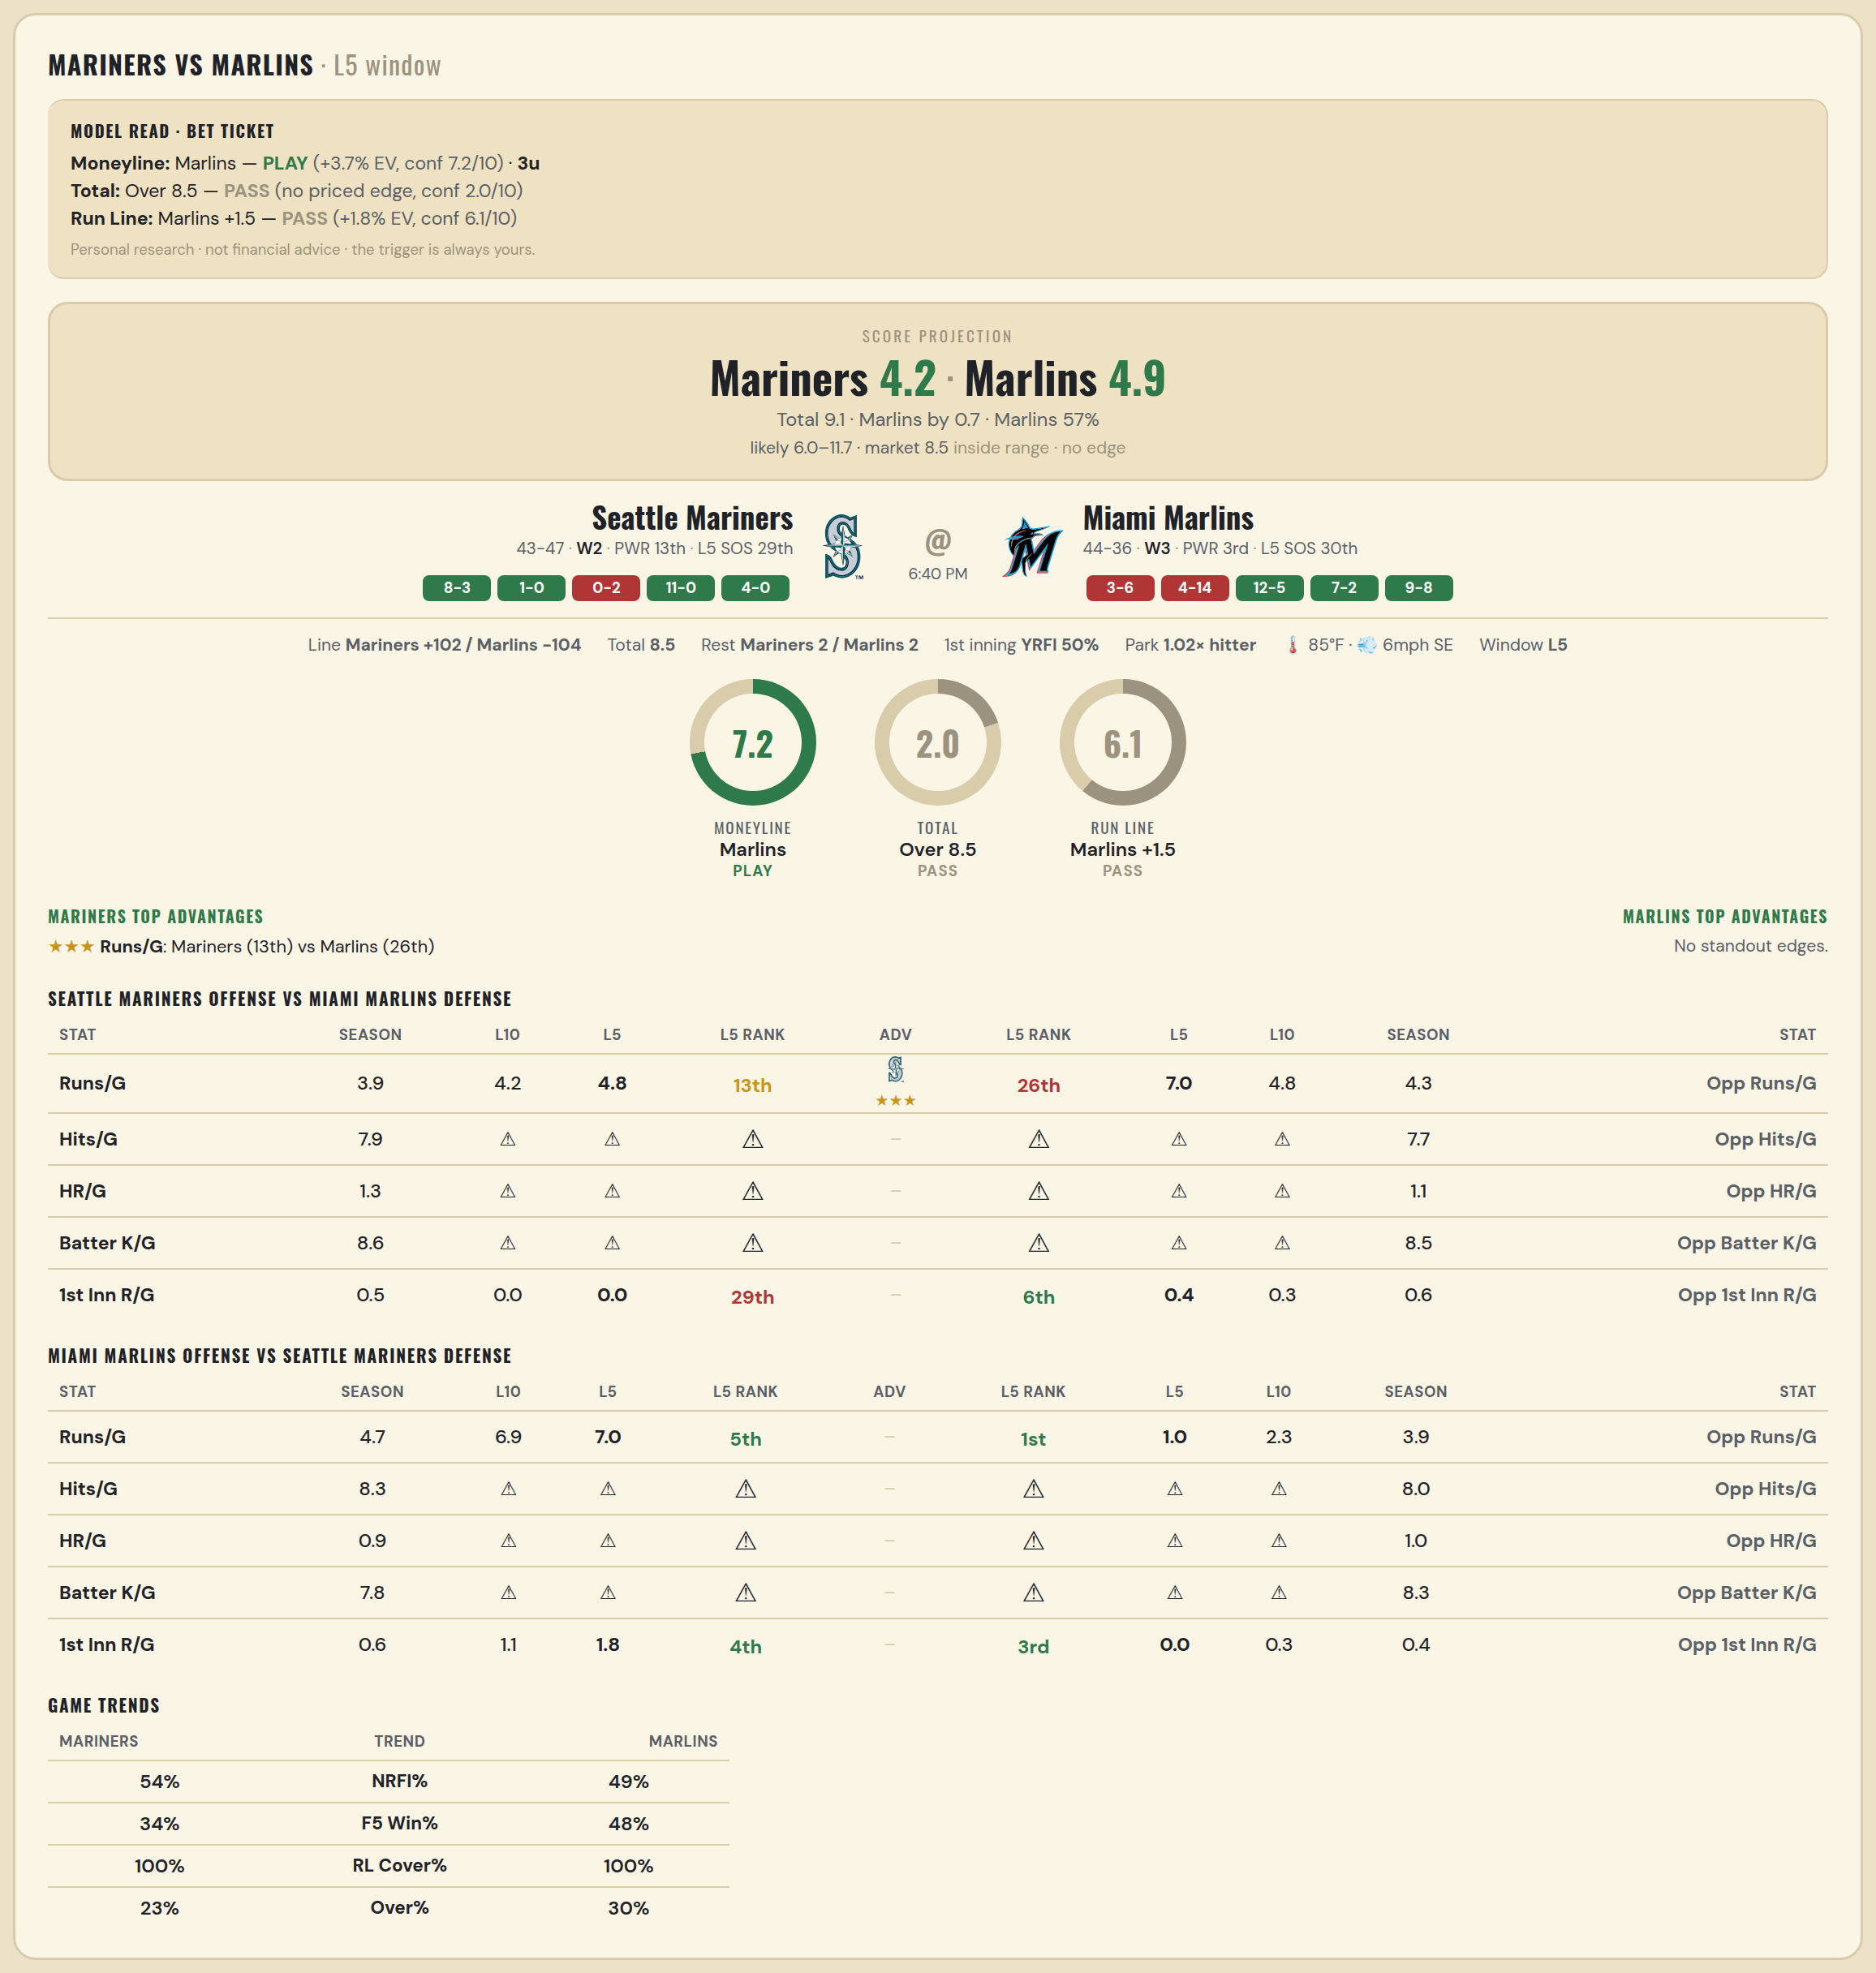 MARINERS VS MARLINS · L5 window
MODEL READ · BET TICKET
Moneyline: Marlins — PLAY (+3.7% EV, conf 7.2/10) · 3u
Total: Over 8.5 — PASS (no priced edge, conf 2.0/10)
Run Line: Marlins +1.5 — PASS (+1.8% EV, conf 6.1/10)
Personal research · not financial advice · the trigger is always yours.
SCORE PROJECTION
Mariners 4.2 · Marlins 4.9
Total 9.1 · Marlins by 0.7 · Marlins 57%
likely 6.0–11.7 · market 8.5 inside range · no edge
Seattle Mariners
43-47 · W2 · PWR 13th · L5 SOS 29th
8-3 1-0 0-2 11-0 4-0
S TM
@
6:40 PM
M
Miami Marlins
44-36 · W3 · PWR 3rd · L5 SOS 30th
3-6 4-14 12-5 7-2 9-8
Line Mariners +102 / Marlins -104 Total 8.5 Rest Mariners 2 / Marlins 2 1st inning YRFI 50% Park 1.02× hitter 🌡️ 85°F · 💨 6mph SE Window L5
7.2 2.0 6.1
MONEYLINE TOTAL RUN LINE
Marlins Over 8.5 Marlins +1.5
PLAY PASS PASS
MARINERS TOP ADVANTAGES
★★★ Runs/G: Mariners (13th) vs Marlins (26th)
MARLINS TOP ADVANTAGES
No standout edges.
SEATTLE MARINERS OFFENSE VS MIAMI MARLINS DEFENSE
STAT SEASON L10 L5 L5 RANK ADV L5 RANK L5 L10 SEASON STAT
Runs/G 3.9 4.2 4.8 13th S ★★★ 26th 7.0 4.8 4.3 Opp Runs/G
Hits/G 7.9 ⚠ ⚠ ⚠ – ⚠ ⚠ ⚠ 7.7 Opp Hits/G
HR/G 1.3 ⚠ ⚠ ⚠ – ⚠ ⚠ ⚠ 1.1 Opp HR/G
Batter K/G 8.6 ⚠ ⚠ ⚠ – ⚠ ⚠ ⚠ 8.5 Opp Batter K/G
1st Inn R/G 0.5 0.0 0.0 29th – 6th 0.4 0.3 0.6 Opp 1st Inn R/G
MIAMI MARLINS OFFENSE VS SEATTLE MARINERS DEFENSE
STAT SEASON L10 L5 L5 RANK ADV L5 RANK L5 L10 SEASON STAT
Runs/G 4.7 6.9 7.0 5th – 1st 1.0 2.3 3.9 Opp Runs/G
Hits/G 8.3 ⚠ ⚠ ⚠ – ⚠ ⚠ ⚠ 8.0 Opp Hits/G
HR/G 0.9 ⚠ ⚠ ⚠ – ⚠ ⚠ ⚠ 1.0 Opp HR/G
Batter K/G 7.8 ⚠ ⚠ ⚠ – ⚠ ⚠ ⚠ 8.3 Opp Batter K/G
1st Inn R/G 0.6 1.1 1.8 4th – 3rd 0.0 0.3 0.4 Opp 1st Inn R/G
GAME TRENDS
MARINERS TREND MARLINS
54% NRFI% 49%
34% F5 Win% 48%
100% RL Cover% 100%
23% Over% 30%